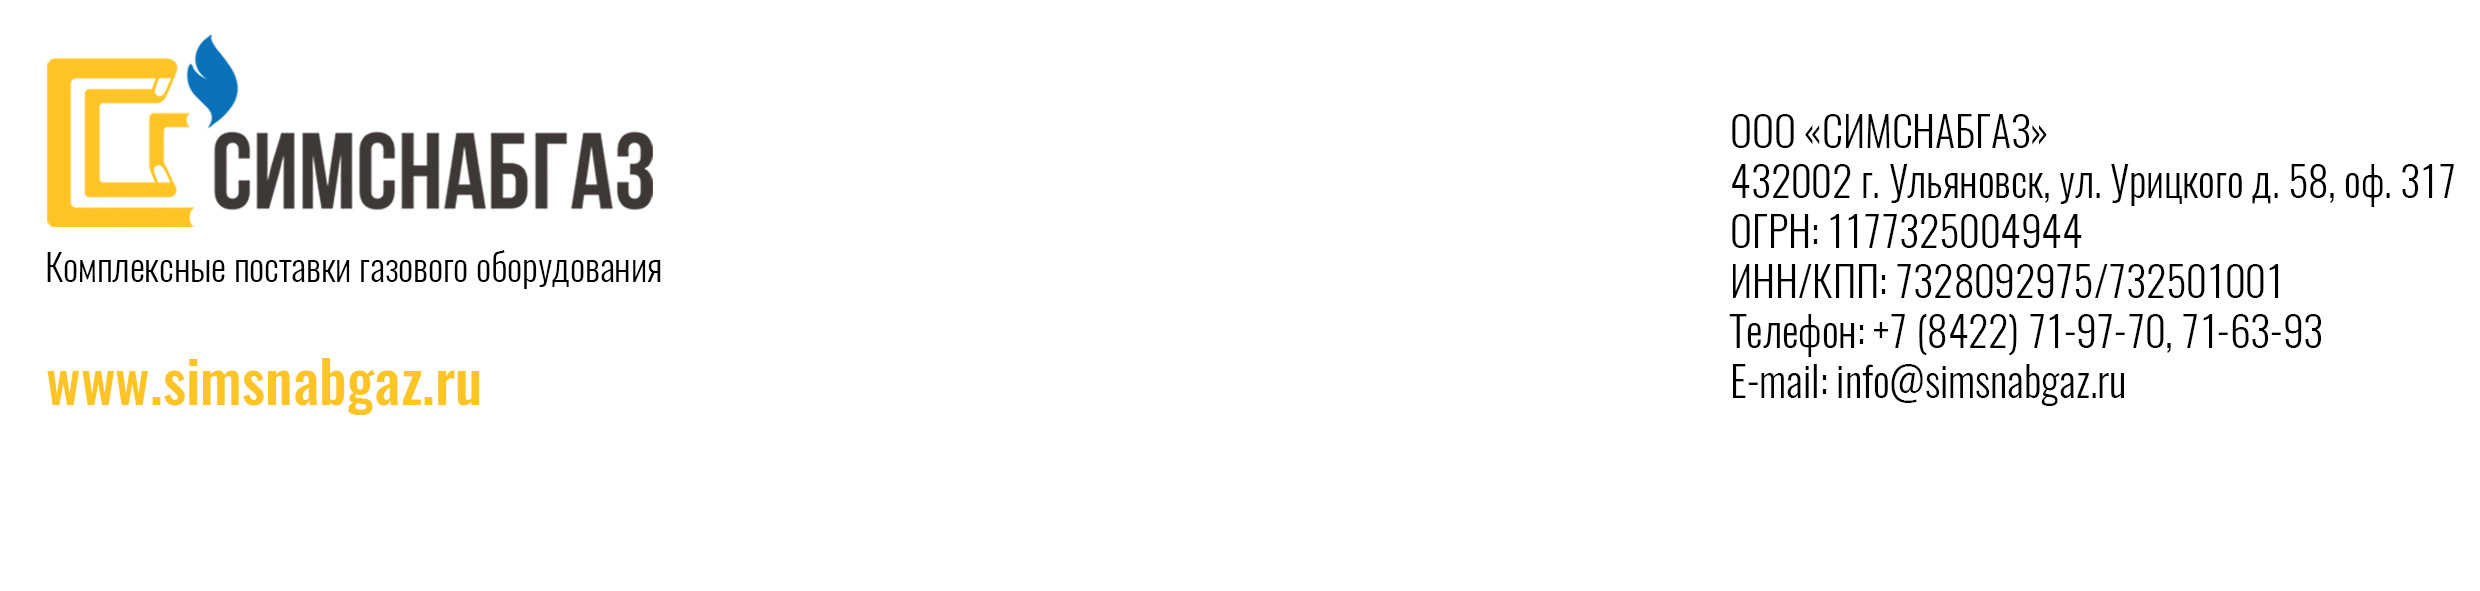 СИМСНАБГАЗ
Комплексные поставки газового оборудования
www.simsnabgaz.ru
ООО «СИМСНАБГАЗ»
432002 г. Ульяновск, ул. Урицкого д. 58, оф. 317
ОГРН: 1177325004944
ИНН/КПП: 7328092975/732501001
Телефон: +7 (8422) 71-97-70, 71-63-93
E-mail: info@simsnabgaz.ru